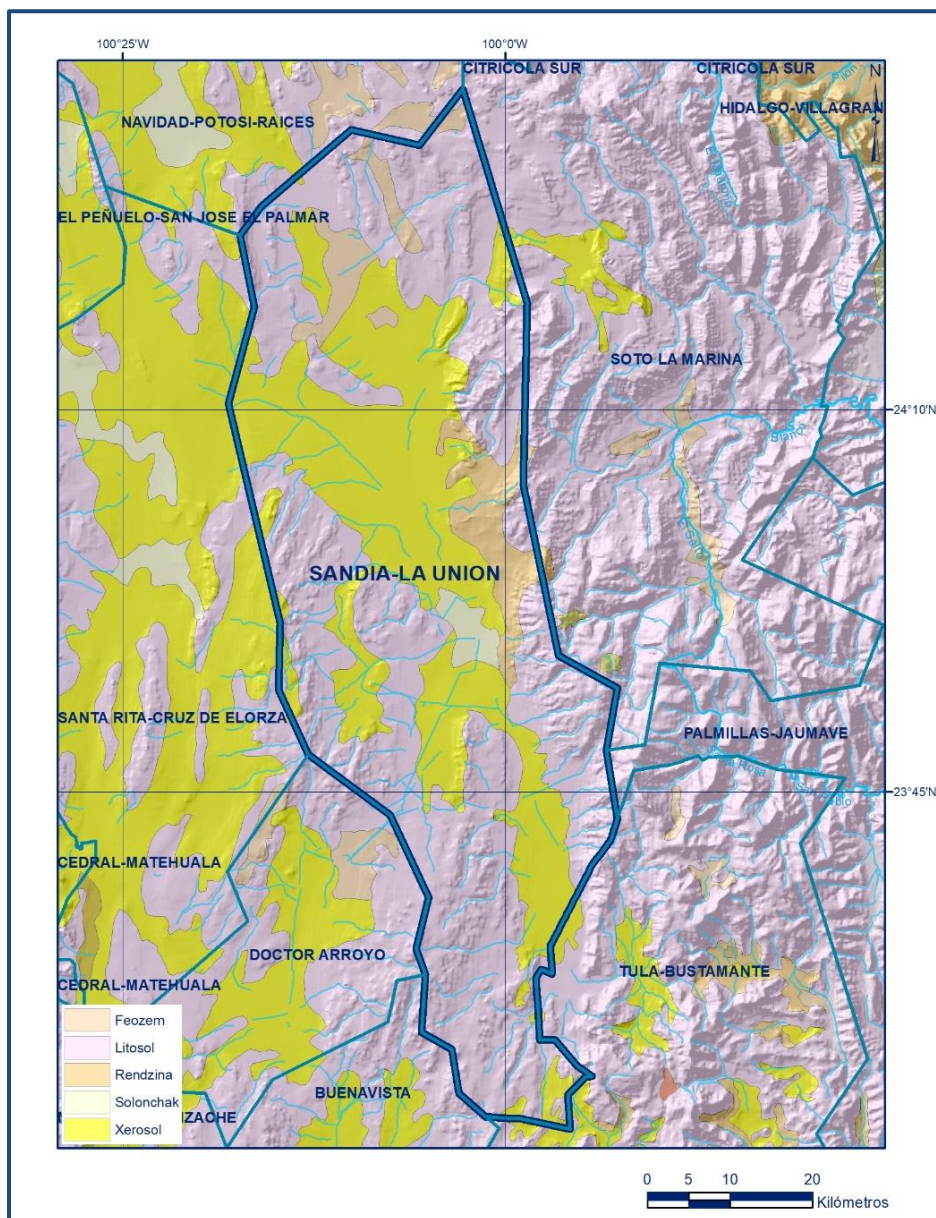 100°25'W
100°0'W
CITRICOLA SUR
CITRICOLA SUR
N
HIDALGO-VILLAGRAN
NAVIDAD-POTOSI-RAICES
EL PEÑUELO-SAN JOSE EL PALMAR
SOTO LA MARINA
24°10'N
Blanco
SANDIA-LA UNION
SANTA RITA-CRUZ DE ELORZA
PALMILLAS-JAUMAVE
23°45'N
CEDRAL-MATEHUALA
DOCTOR ARROYO
TULA-BUSTAMANTE
CEDRAL-MATEHUALA
Feozem
Litosol
Rendzina
Solonchak
Xerosol
BUENAVISTA
ZACHE
0 5 10 20
Kilómetros